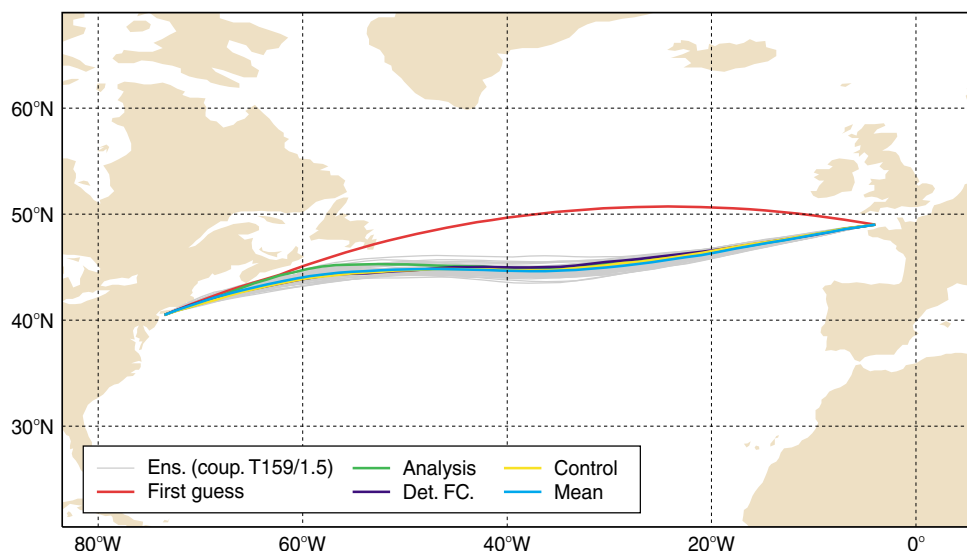 60°N
50°N
40°N
30°N
Ens. (coup. T159/1.5)
Analysis
Control
First guess
Det. FC.
Mean
80°W
60°W
40°W
20°W
0°